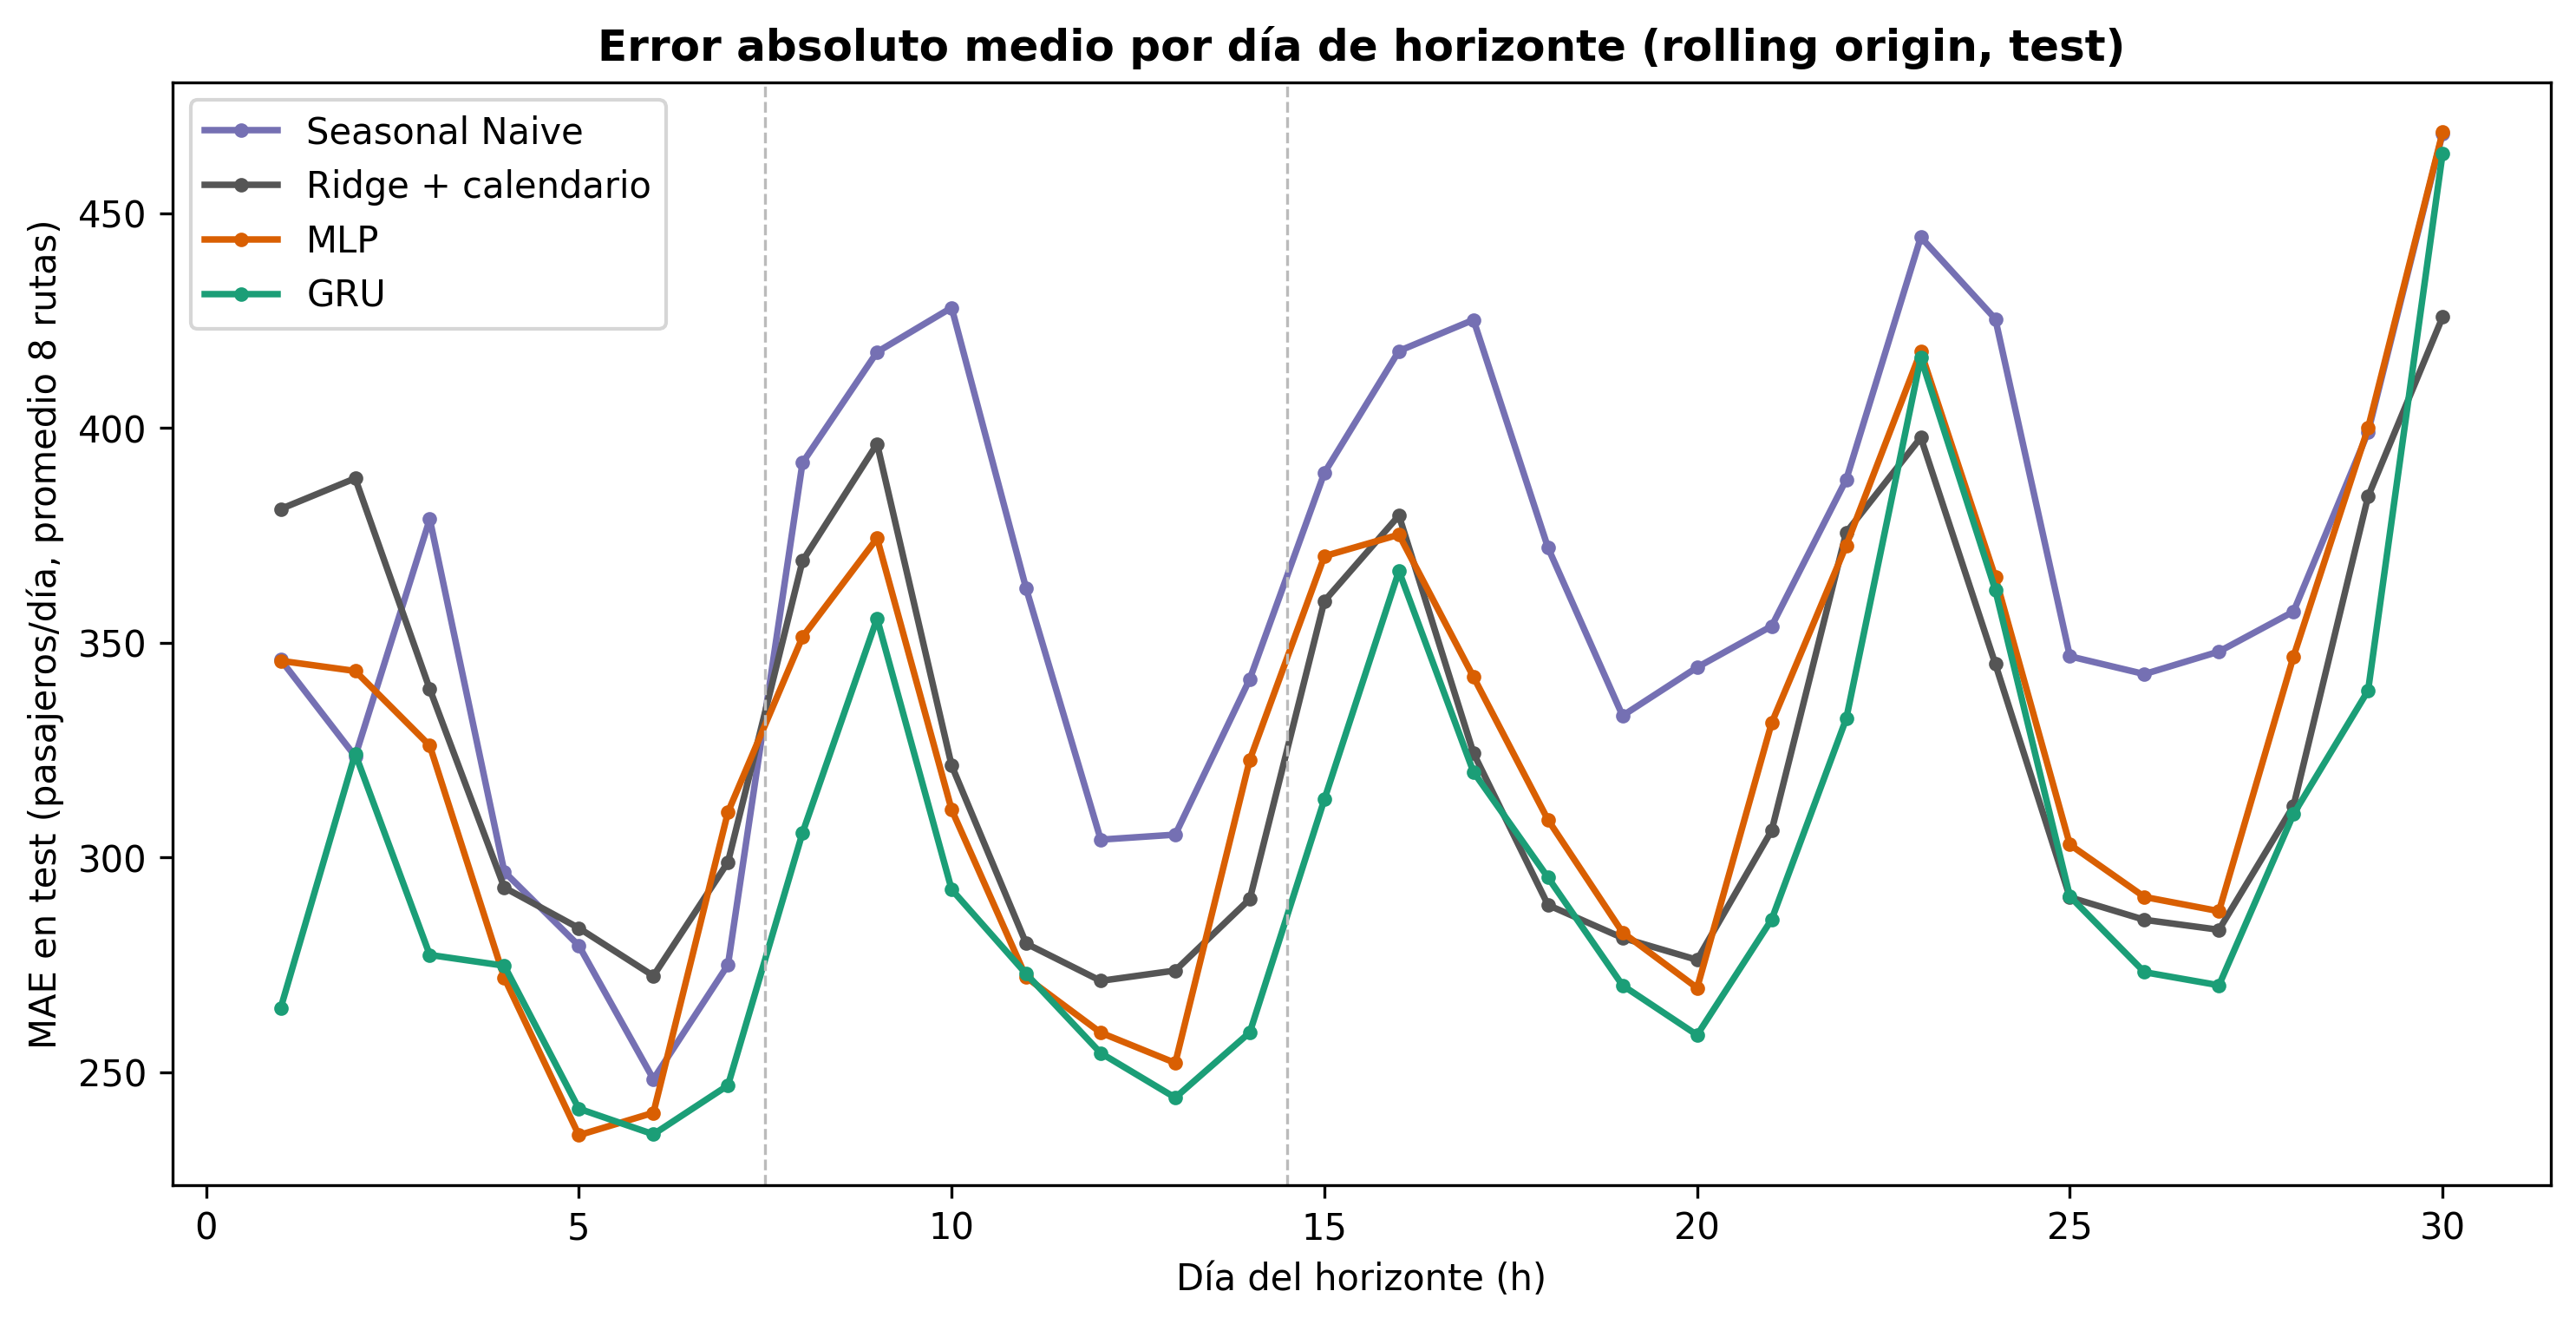 Error absoluto medio por día de horizonte (rolling origin, test)
Seasonal Naive
Ridge + calendario
MLP
GRU
MAE en test (pasajeros/día, promedio 8 rutas)
450
400
350
300
250
0 5 10 15 20 25 30
Día del horizonte (h)